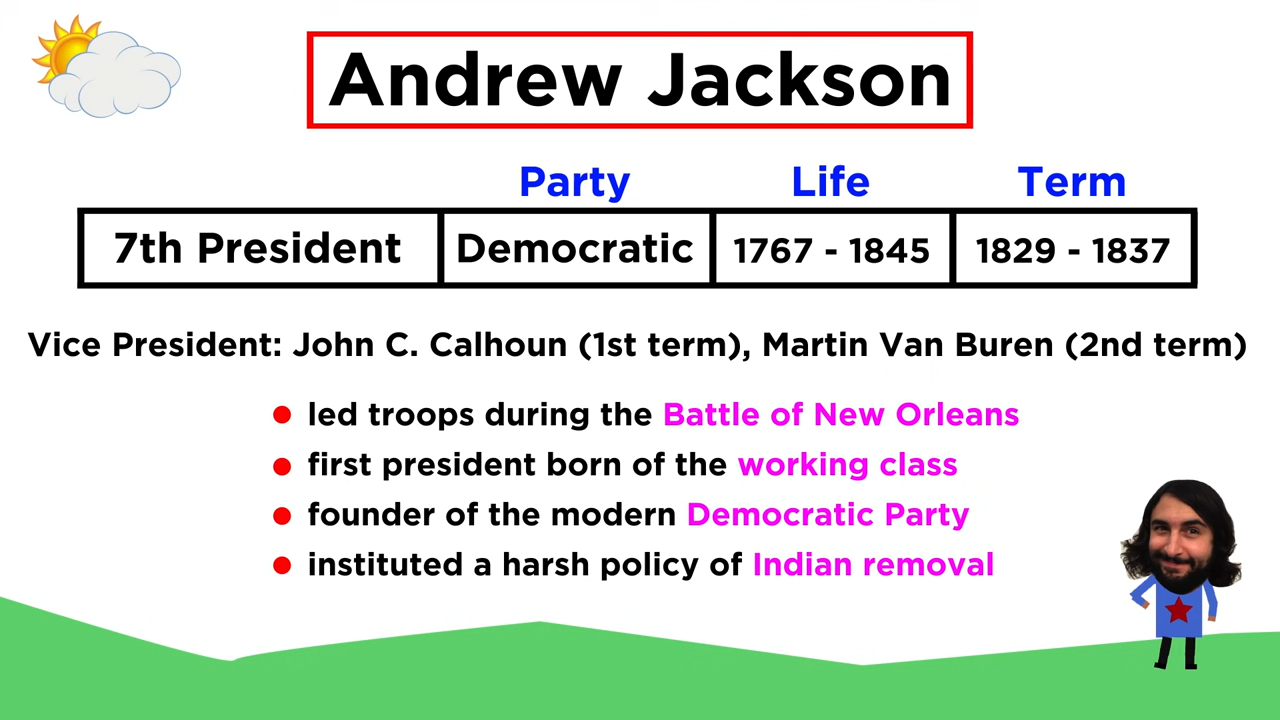 Andrew Jackson
Party Life Term
7th President Democratic 1767 - 1845 1829 - 1837
Vice President: John C. Calhoun (1st term), Martin Van Buren (2nd term)
led troops during the Battle of New Orleans
first president born of the working class
founder of the modern Democratic Party
instituted a harsh policy of Indian removal